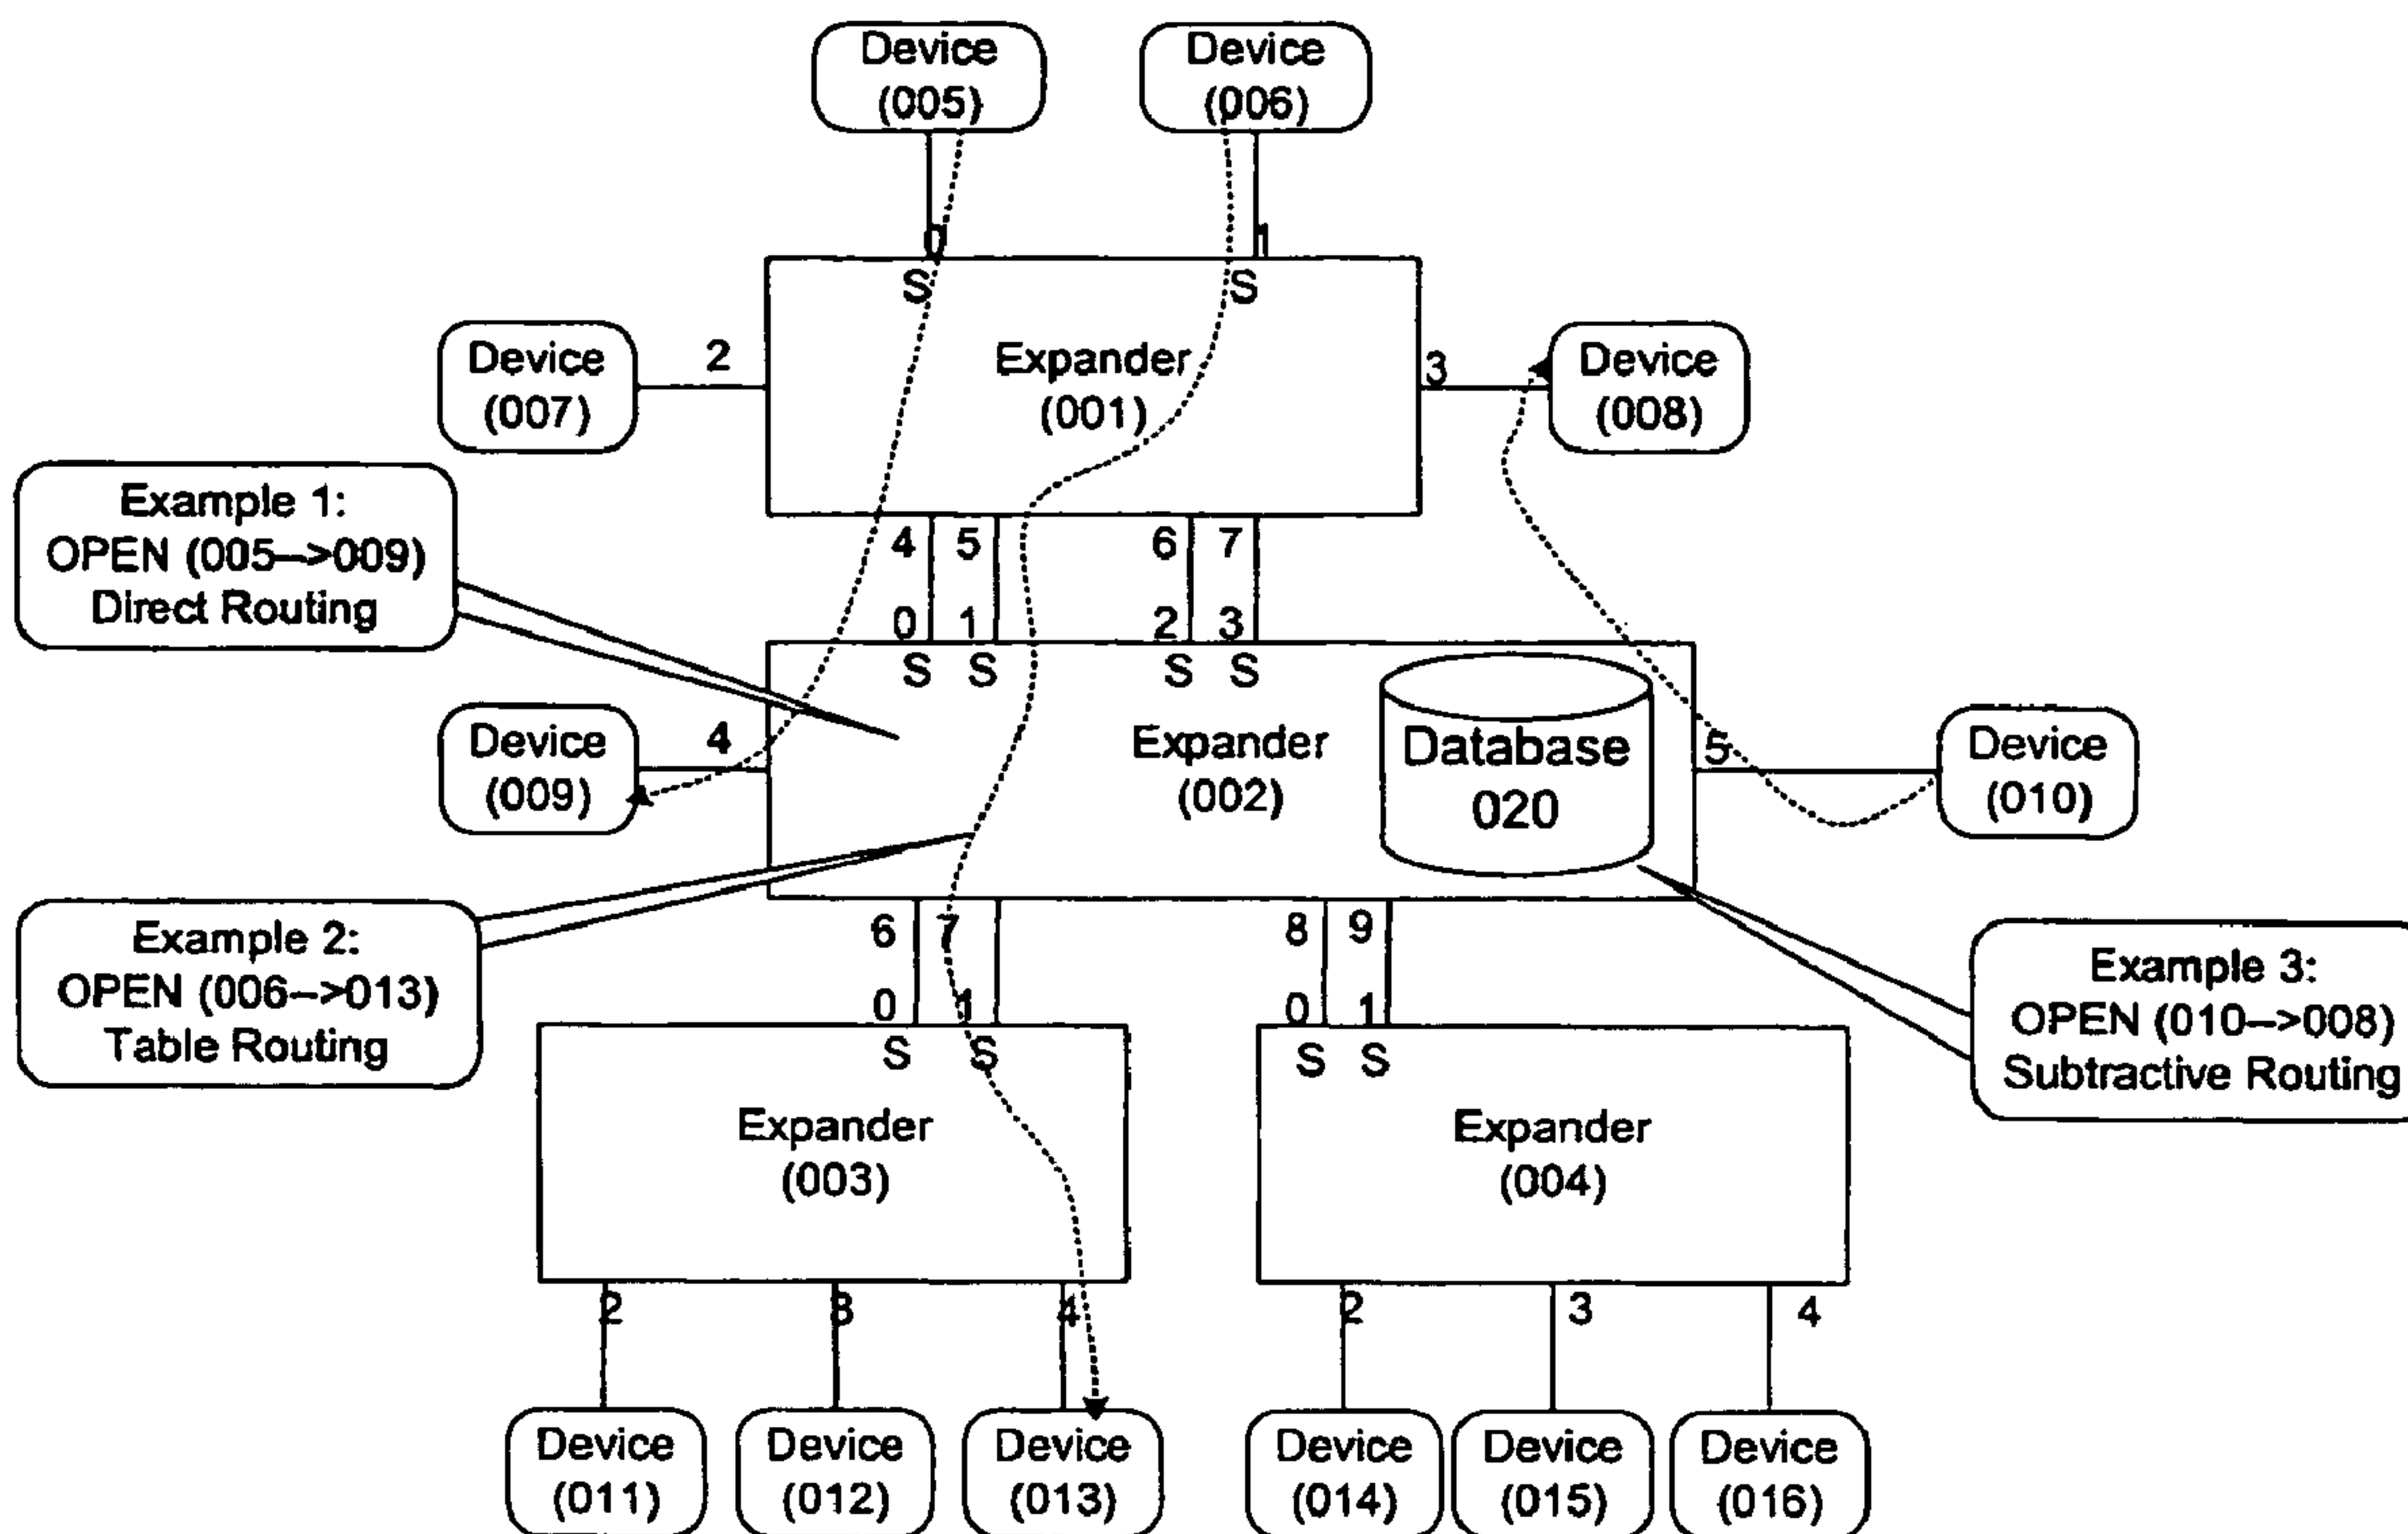 Device
(005)
Device
(006)
0
1
S
S
Device
(007)
2
Expander
(001)
3
Device
(008)
Example 1:
OPEN (005-->009)
Direct Routing
4 5 6 7
0 1 2 3
S S S S
Device
(009)
4
Expander
(002)
Database
020
5
Device
(010)
Example 2:
OPEN (006-->013)
Table Routing
6 7 8 9
0 1 0 1
S S S S
Example 3:
OPEN (010-->008)
Subtractive Routing
Expander
(003)
Expander
(004)
2 3 4 2 3 4
Device
(011)
Device
(012)
Device
(013)
Device
(014)
Device
(015)
Device
(016)